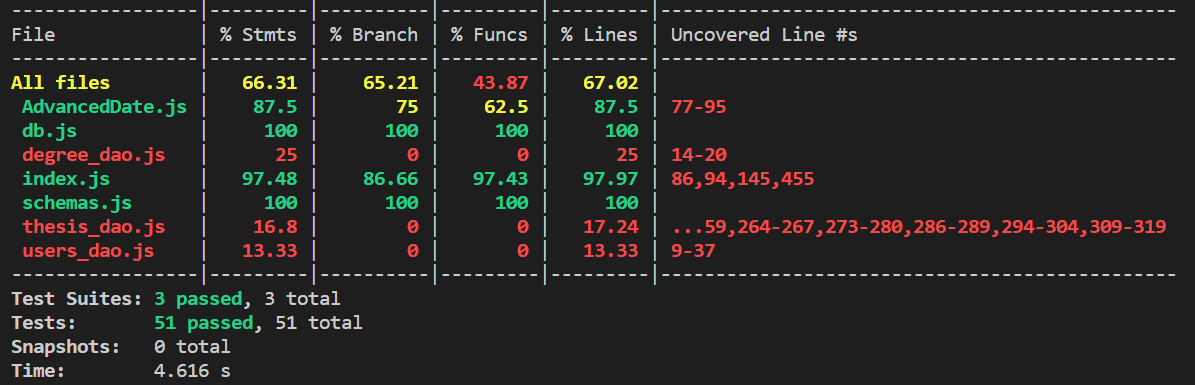 -----------------|---------|----------|---------|---------|-----------------------------------------------
File             | % Stmts | % Branch | % Funcs | % Lines | Uncovered Line #s
-----------------|---------|----------|---------|---------|-----------------------------------------------
All files        |   66.31 |    65.21 |   43.87 |   67.02 |
 AdvancedDate.js |    87.5 |       75 |    62.5 |    87.5 | 77-95
 db.js           |     100 |      100 |     100 |     100 |
 degree_dao.js   |      25 |        0 |       0 |      25 | 14-20
 index.js        |   97.48 |    86.66 |   97.43 |   97.97 | 86,94,145,455
 schemas.js      |     100 |      100 |     100 |     100 |
 thesis_dao.js   |    16.8 |        0 |       0 |   17.24 | ...59,264-267,273-280,286-289,294-304,309-319
 users_dao.js    |   13.33 |        0 |       0 |   13.33 | 9-37
-----------------|---------|----------|---------|---------|-----------------------------------------------
Test Suites: 3 passed, 3 total
Tests:       51 passed, 51 total
Snapshots:   0 total
Time:        4.616 s